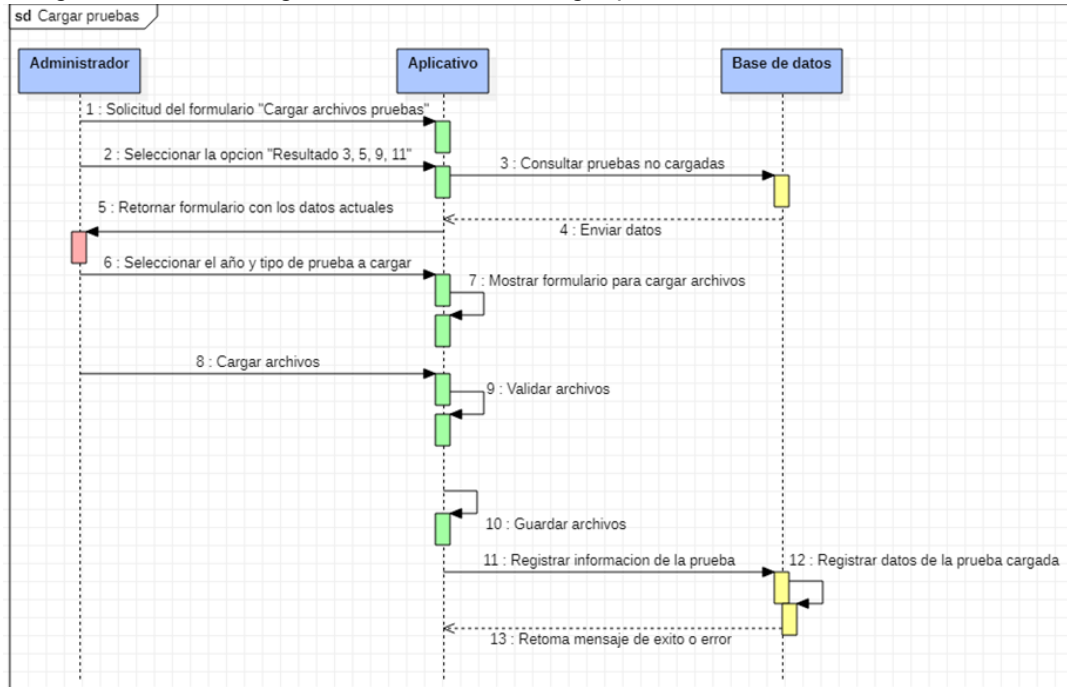 sd Cargar pruebas
Administrador
Aplicativo
Base de datos
1 : Solicitud del formulario "Cargar archivos pruebas"
2 : Seleccionar la opcion "Resultado 3, 5, 9, 11"
3 : Consultar pruebas no cargadas
5 : Retornar formulario con los datos actuales
4 : Enviar datos
6 : Seleccionar el año y tipo de prueba a cargar
7 : Mostrar formulario para cargar archivos
8 : Cargar archivos
9 : Validar archivos
10 : Guardar archivos
11 : Registrar informacion de la prueba
12 : Registrar datos de la prueba cargada
13 : Retorna mensaje de exito o error